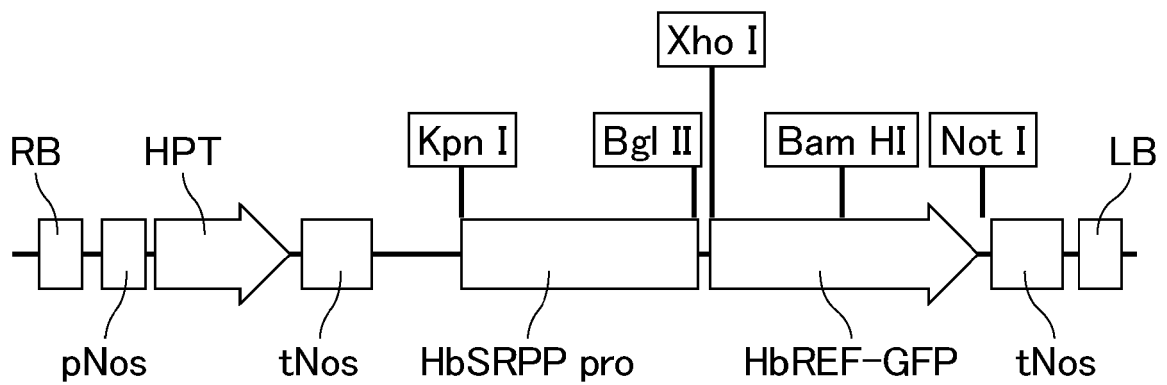 Xho I
Kpn I
Bgl II
Bam HI
Not I
RB
HPT
LB
pNos
tNos
HbSRPP pro
HbREF-GFP
tNos